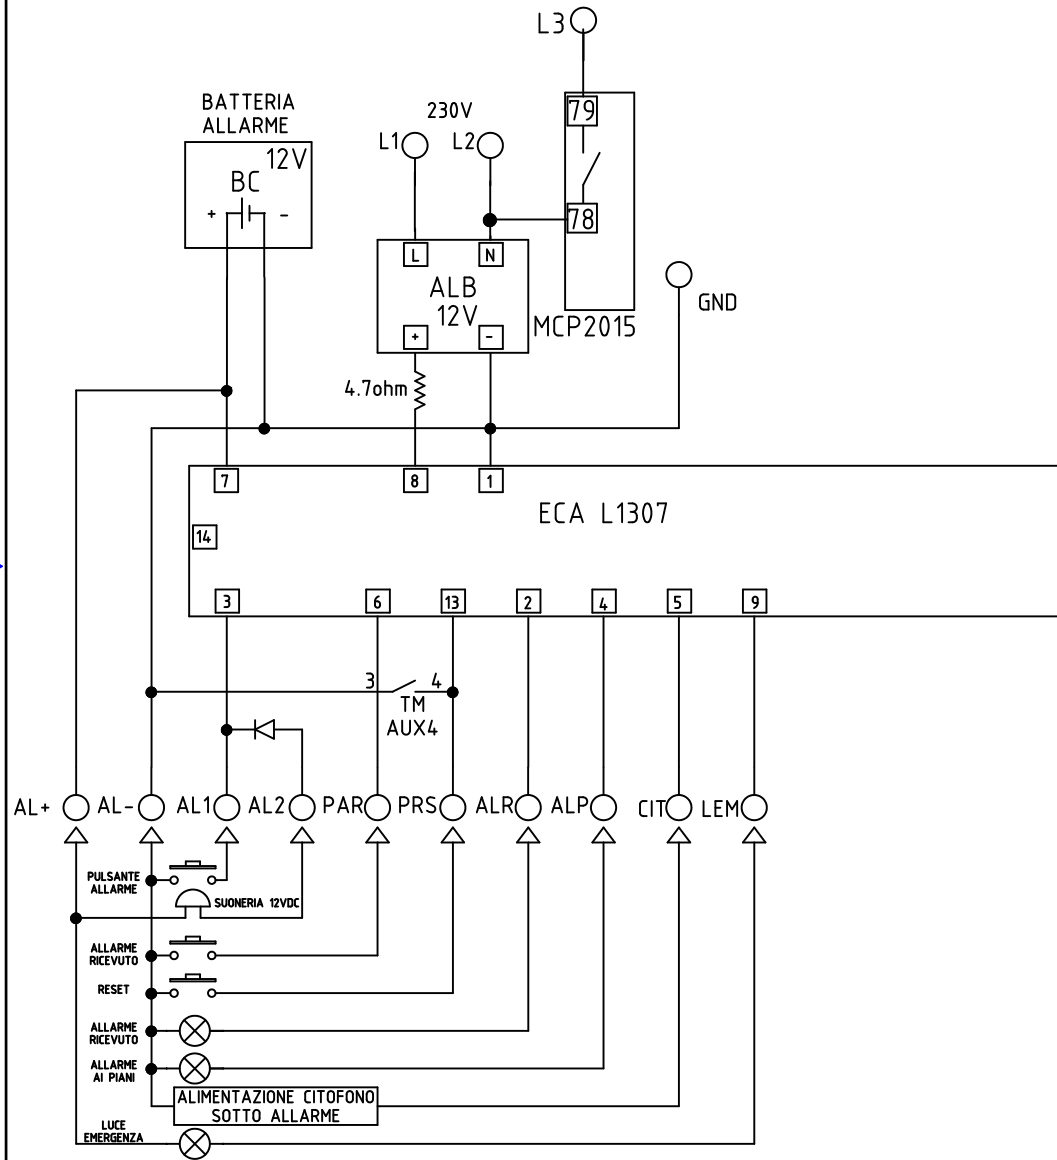 L3
79
BATTERIA
ALLARME
230V
L1
L2
12V
BC
+ -
78
L
N
ALB
12V
GND
MCP2015
+
-
4.7ohm
7
8
1
ECA L1307
14
3
6
13
2
4
5
9
3
4
TM
AUX4
AL+
AL-
AL1
AL2
PAR
PRS
ALR
ALP
CIT
LEM
PULSANTE
ALLARME
SUONERIA 12VDC
ALLARME
RICEVUTO
RESET
ALLARME
RICEVUTO
ALLARME
AI PIANI
ALIMENTAZIONE CITOFONO
SOTTO ALLARME
LUCE
EMERGENZA